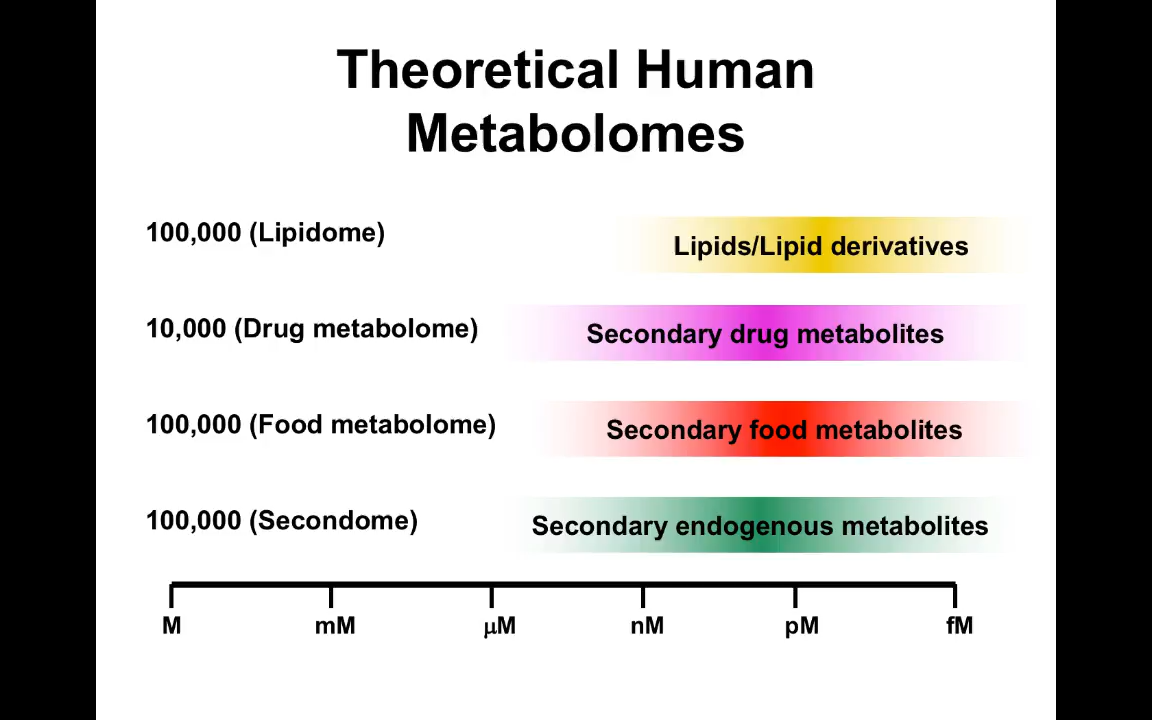 Theoretical Human
Metabolomes
100,000 (Lipidome)
Lipids/Lipid derivatives
10,000 (Drug metabolome)
Secondary drug metabolites
100,000 (Food metabolome)
Secondary food metabolites
100,000 (Secondome)
Secondary endogenous metabolites
M mM μM nM pM fM